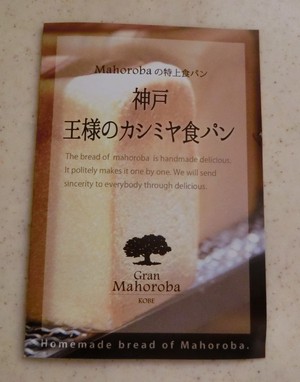 Mahorobaの特上食パン
神戸
王様のカシミヤ食パン
The bread of mahoroba is handmade delicious.
It politely makes it one by one. We will send
sincerity to everybody through delicious.
Gran
Mahoroba
KOBE
Homemade bread of Mahoroba.